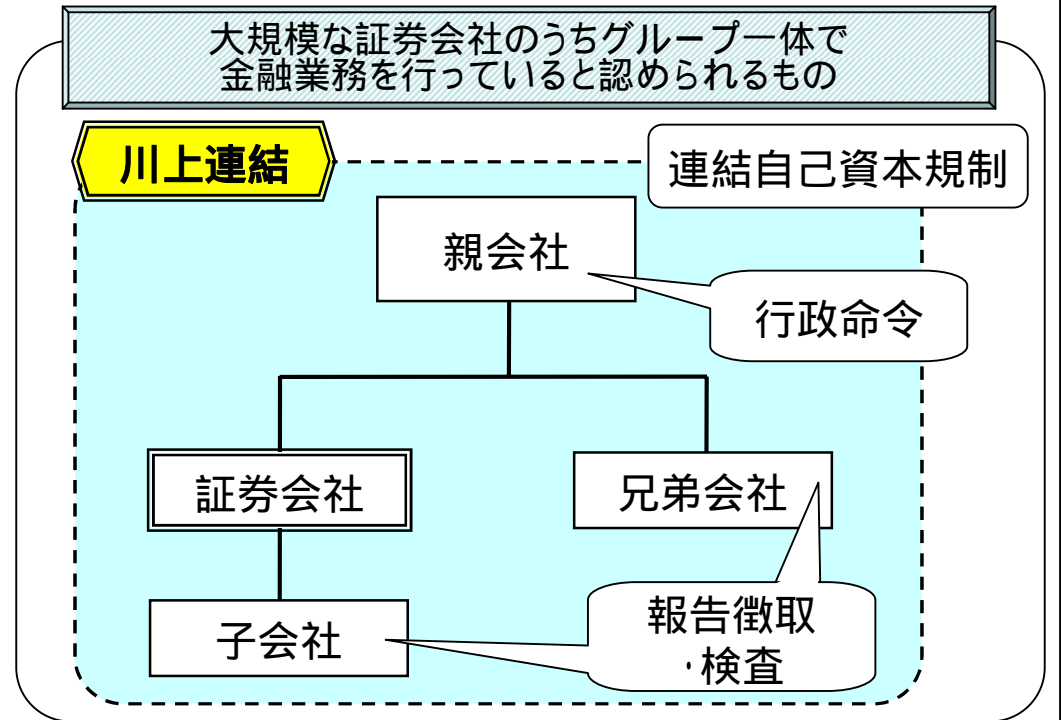 大規模な証券会社のうちグループ一体で
金融業務を行っていると認められるもの
川上連結
連結自己資本規制
親会社
行政命令
証券会社
兄弟会社
報告徴取
・検査
子会社